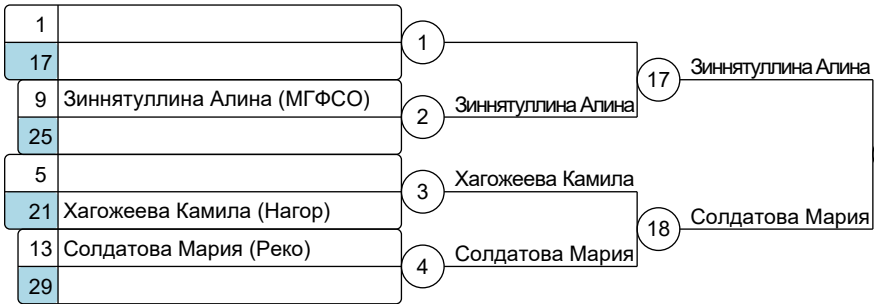 1
17
1
9 Зиннятуллина Алина (МГФСО)
25
2
Зиннятуллина Алина
17
Зиннятуллина Алина
5
21 Хагожеева Камила (Нагор)
3
Хагожеева Камила
13 Солдатова Мария (Реко)
29
4
Солдатова Мария
18
Солдатова Мария